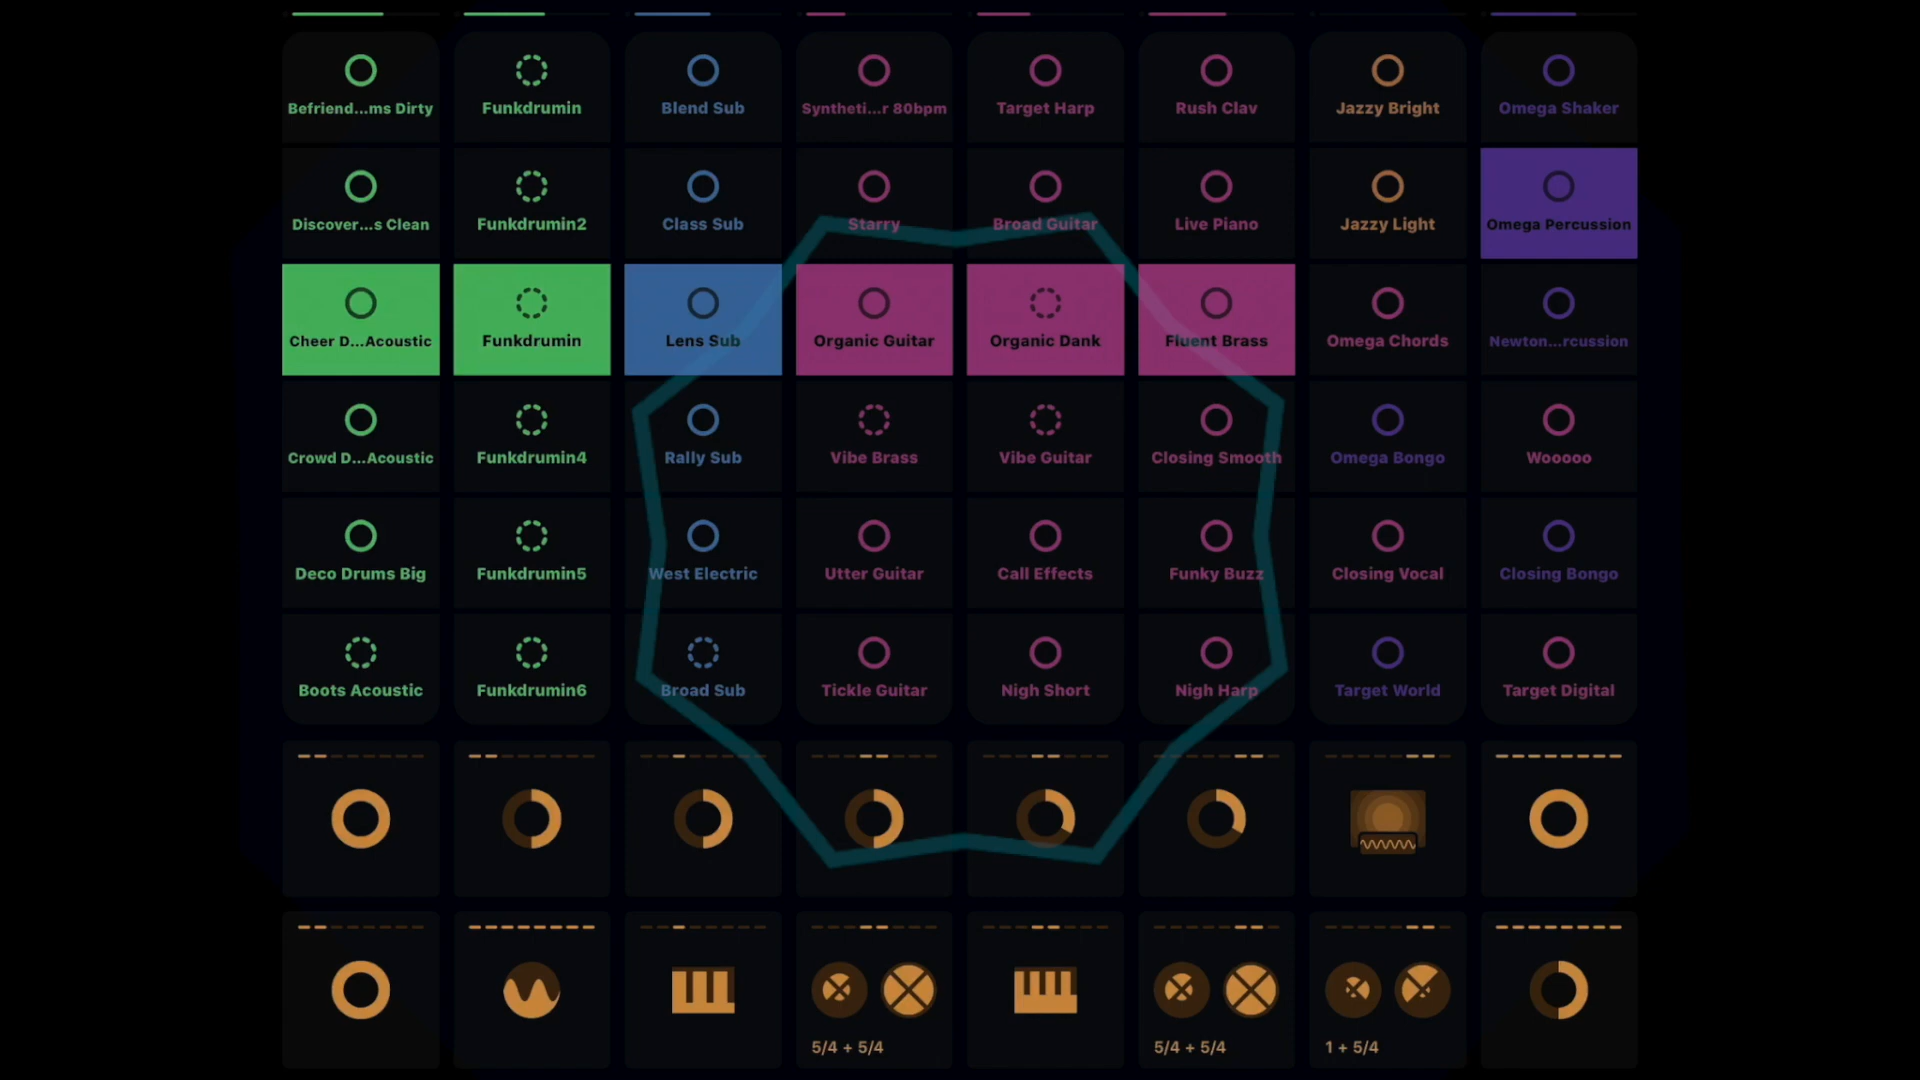 Befriend...ms Dirty
Funkdrumin
Blend Sub
Syntheti...r 80bpm
Target Harp
Rush Clav
Jazzy Bright
Omega Shaker
Discover...s Clean
Funkdrumin2
Class Sub
Starry
Broad Guitar
Live Piano
Jazzy Light
Omega Percussion
Cheer D...Acoustic
Funkdrumin
Lens Sub
Organic Guitar
Organic Dank
Fluent Brass
Omega Chords
Newton...rcussion
Crowd D...Acoustic
Funkdrumin4
Rally Sub
Vibe Brass
Vibe Guitar
Closing Smooth
Omega Bongo
Wooooo
Deco Drums Big
Funkdrumin5
West Electric
Utter Guitar
Call Effects
Funky Buzz
Closing Vocal
Closing Bongo
Boots Acoustic
Funkdrumin6
Broad Sub
Tickle Guitar
Nigh Short
Nigh Harp
Target World
Target Digital
5/4 + 5/4
5/4 + 5/4
1 + 5/4